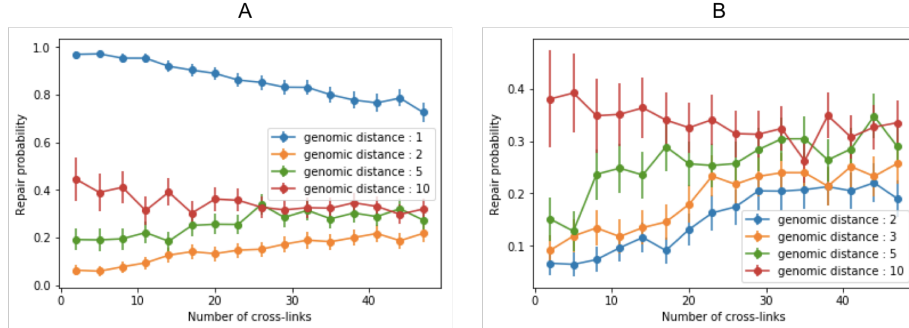 A
1.0
0.8
0.6
0.4
0.2
0.0
0
10
20
30
40
Repair probability
Number of cross-links
genomic distance : 1
genomic distance : 2
genomic distance : 5
genomic distance : 10
B
0.4
0.3
0.2
0.1
0
10
20
30
40
Repair probability
Number of cross-links
genomic distance : 2
genomic distance : 3
genomic distance : 5
genomic distance : 10